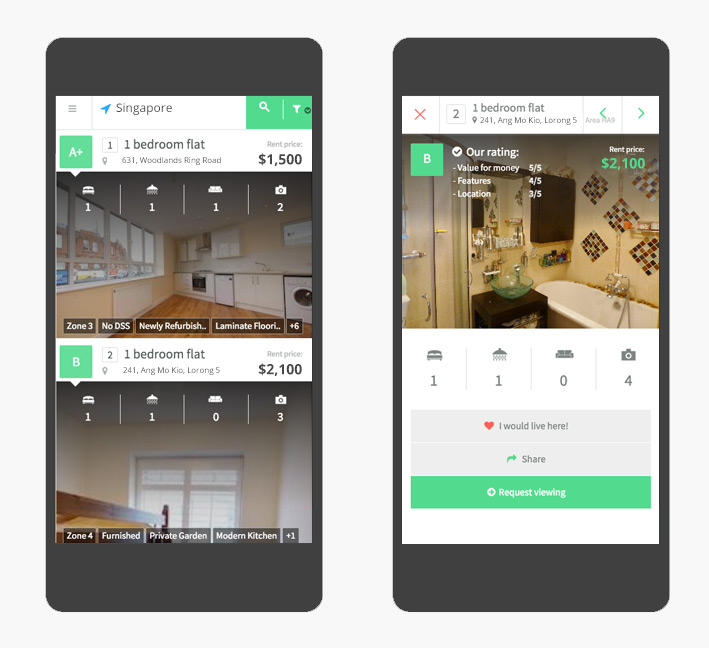 Singapore
A+
1
1 bedroom flat
Rent price:
631, Woodlands Ring Road
$1,500
1 1 1 2
Zone 3 No DSS Newly Refurbish.. Laminate Floori.. +6
B
2
1 bedroom flat
Rent price:
241, Ang Mo Kio, Lorong 5
$2,100
1 1 0 3
Zone 4 Furnished Private Garden Modern Kitchen +1
2
1 bedroom flat
241, Ang Mo Kio, Lorong 5
Area HA9
B
Our rating:
Rent price:
$2,100
- Value for money 5/5
- Features 4/5
- Location 3/5
1 1 0 4
I would live here!
Share
Request viewing